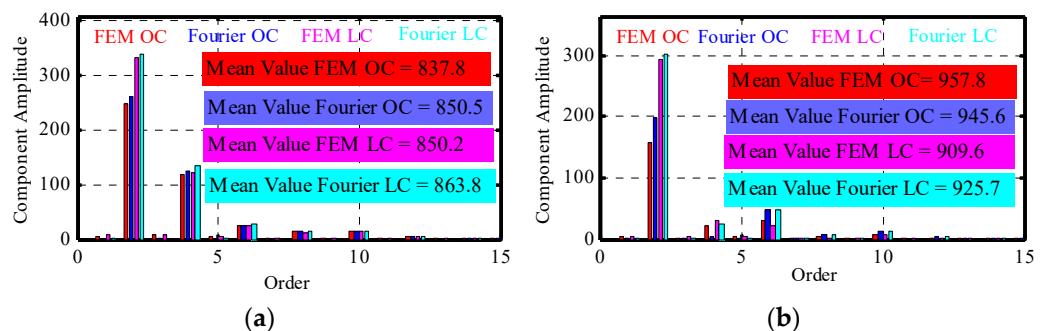 400
300
200
100
0
Component Amplitude
FEM OC Fourier OC FEM LC Fourier LC
Mean Value FEM OC = 837.8
Mean Value Fourier OC = 850.5
Mean Value FEM LC = 850.2
Mean Value Fourier LC = 863.8
0 5 10 15
Order
(a)
300
200
100
0
Component Amplitude
FEM OC Fourier OC FEM LC Fourier LC
Mean Value FEM OC= 957.8
Mean Value Fourier OC = 945.6
Mean Value FEM LC = 909.6
Mean Value Fourier LC = 925.7
0 5 10 15
Order
(b)